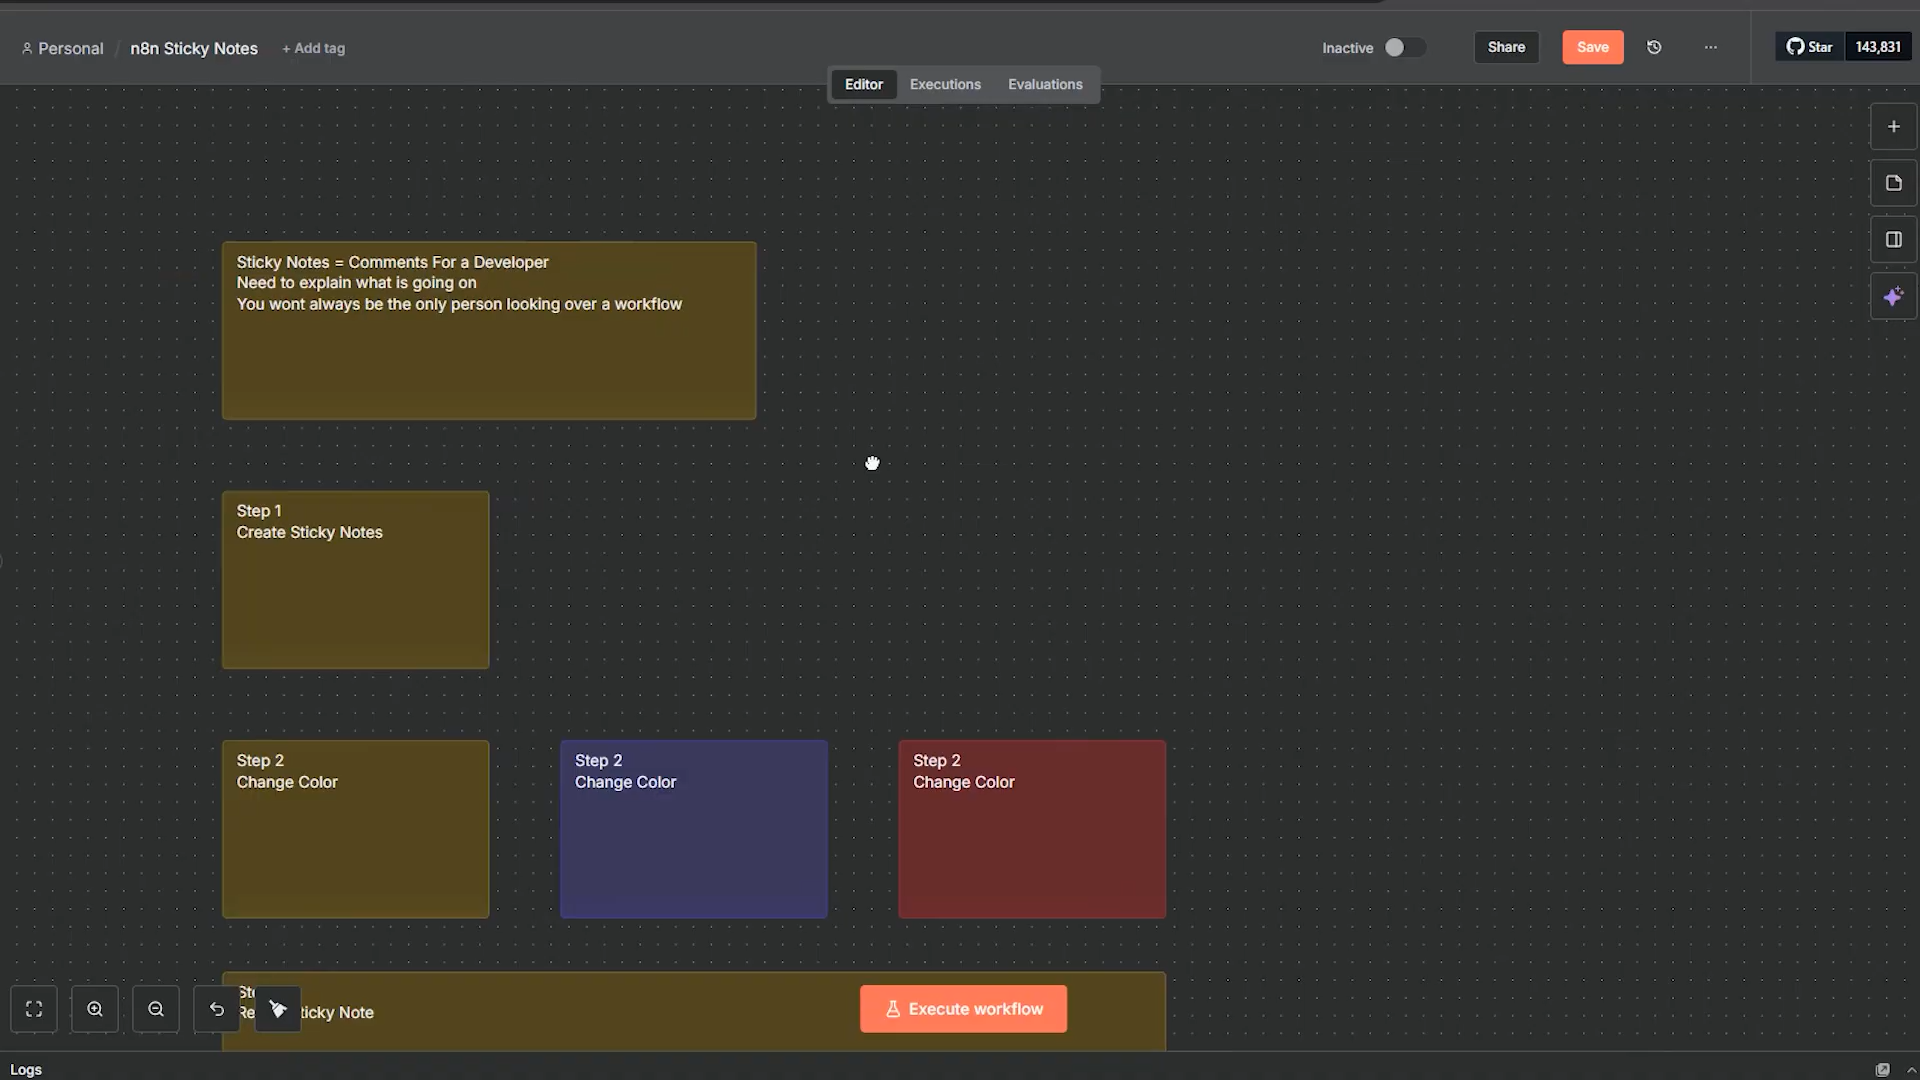 Personal / n8n Sticky Notes + Add tag
Inactive Share Save ... Star 143,831
Editor Executions Evaluations
Sticky Notes = Comments For a Developer
Need to explain what is going on
You wont always be the only person looking over a workflow
Step 1
Create Sticky Notes
Step 2
Change Color
Step 2
Change Color
Step 2
Change Color
ticky Note
Execute workflow
Logs